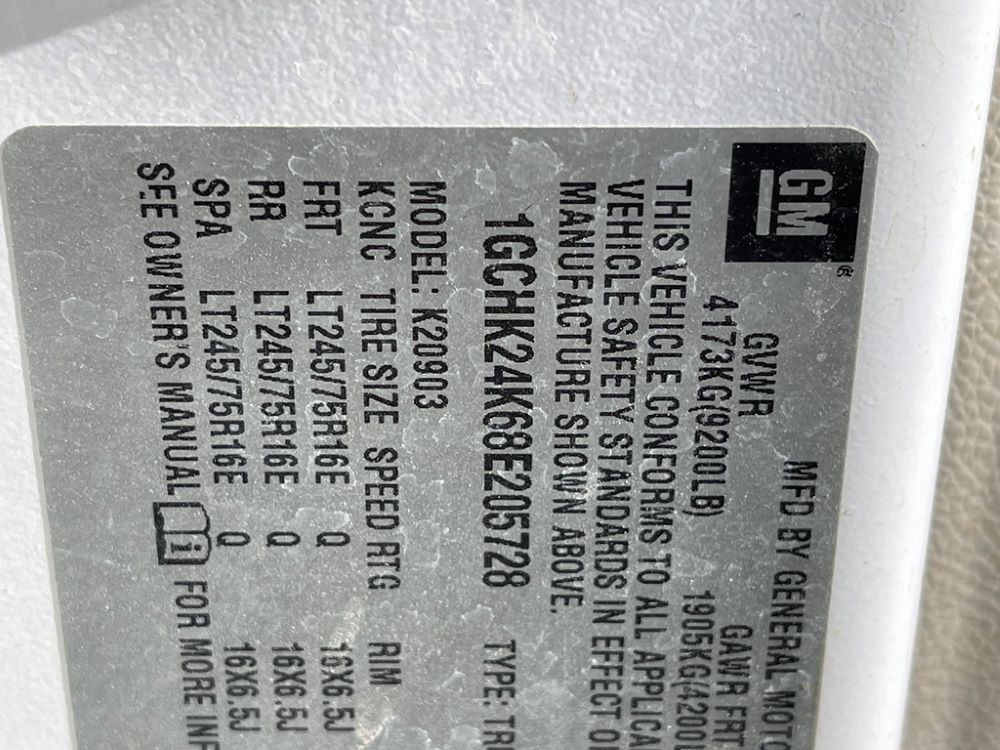 GM
MFD BY GENERAL MOTO
GVWR GAWR FRT
4173KG(9200LB) 1905KG(4200L
THIS VEHICLE CONFORMS TO ALL APPLICA
VEHICLE SAFETY STANDARDS IN EFFECT O
MANUFACTURE SHOWN ABOVE.
1GCHK24K68E205728 TYPE: TR
MODEL: K20903
KCNC TIRE SIZE SPEED RTG RIM
FRT LT245/75R16E Q 16X6.5J
RR LT245/75R16E Q 16X6.5J
SPA LT245/75R16E Q 16X6.5J
SEE OWNER'S MANUAL i FOR MORE INF